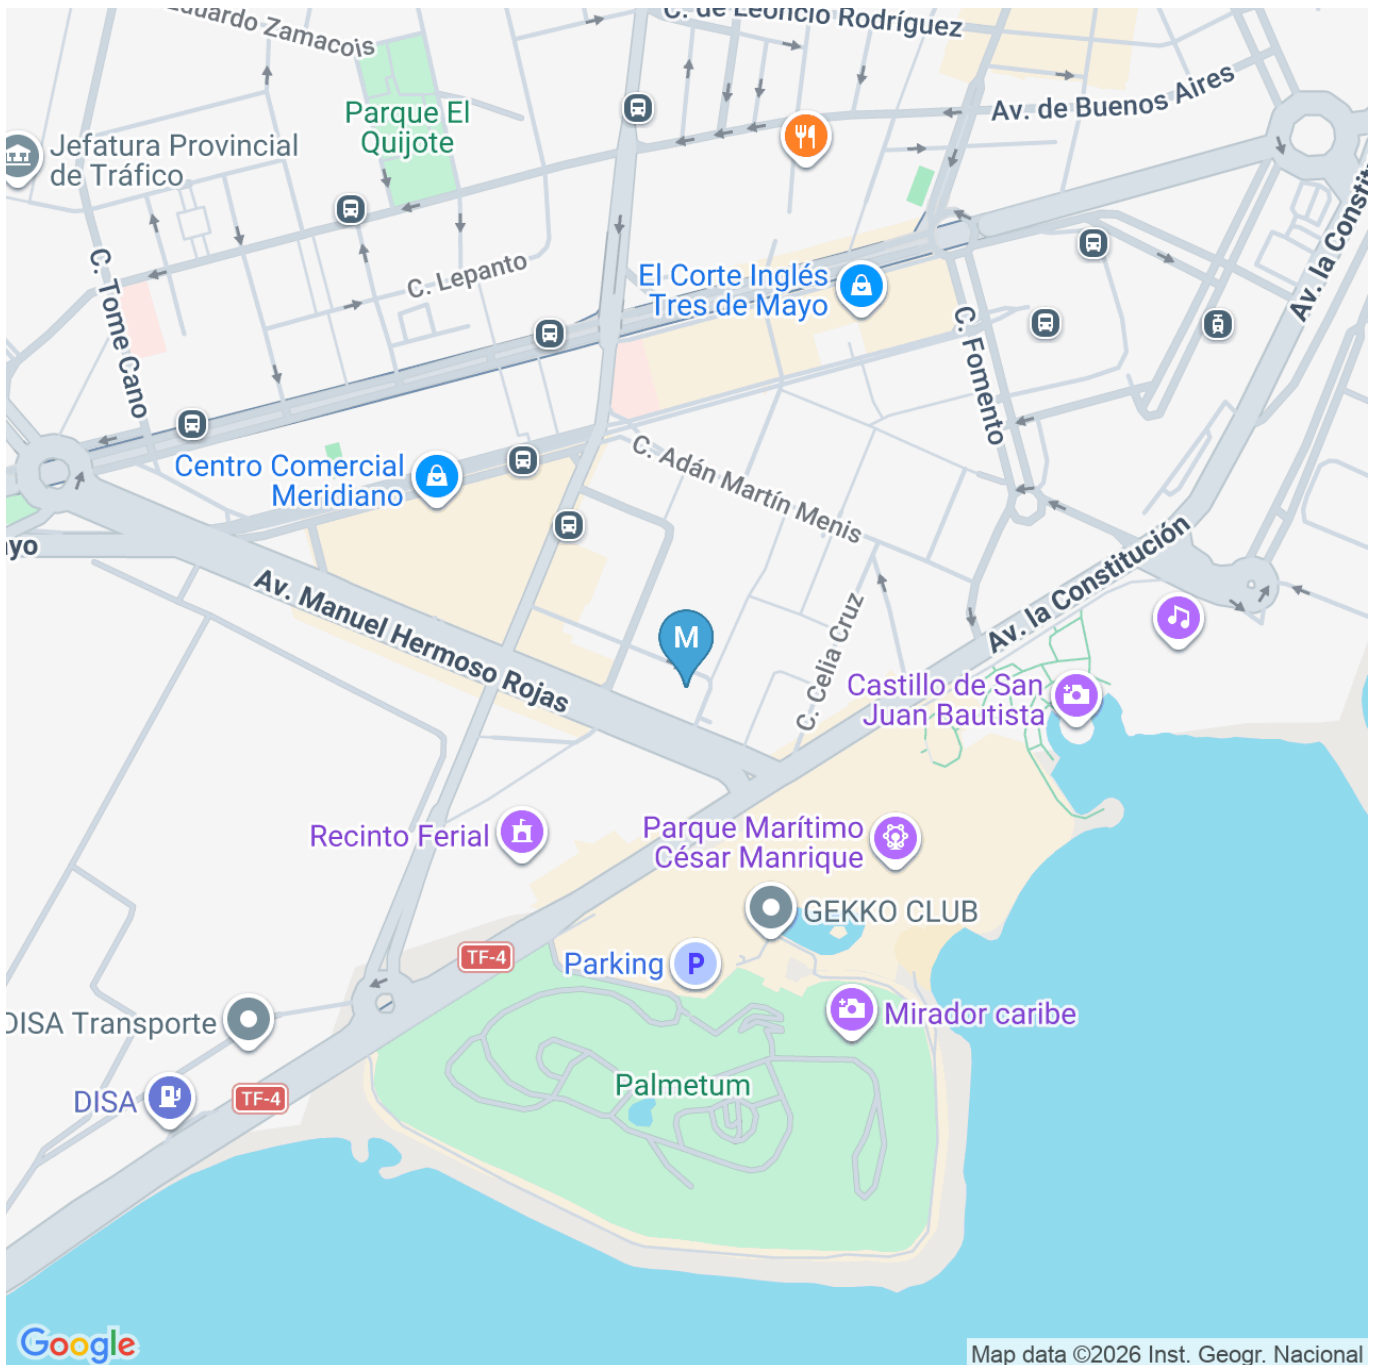 Eduardo Zamacois
C. de Leoncio Rodríguez
Av. de Buenos Aires
Parque El
Quijote
Jefatura Provincial
de Tráfico
Av. la Constitu
C. Tome Cano
C. Lepanto
El Corte Inglés
Tres de Mayo
C. Fomento
Centro Comercial
Meridiano
C. Adán Martín Menis
yo
Av. Manuel Hermoso Rojas
M
C. Celia Cruz
Av. la Constitución
Castillo de San
Juan Bautista
Recinto Ferial
Parque Marítimo
César Manrique
GEKKO CLUB
TF-4
Parking
P
DISA Transporte
Mirador caribe
DISA
TF-4
Palmetum
Google
Map data ©2026 Inst. Geogr. Nacional